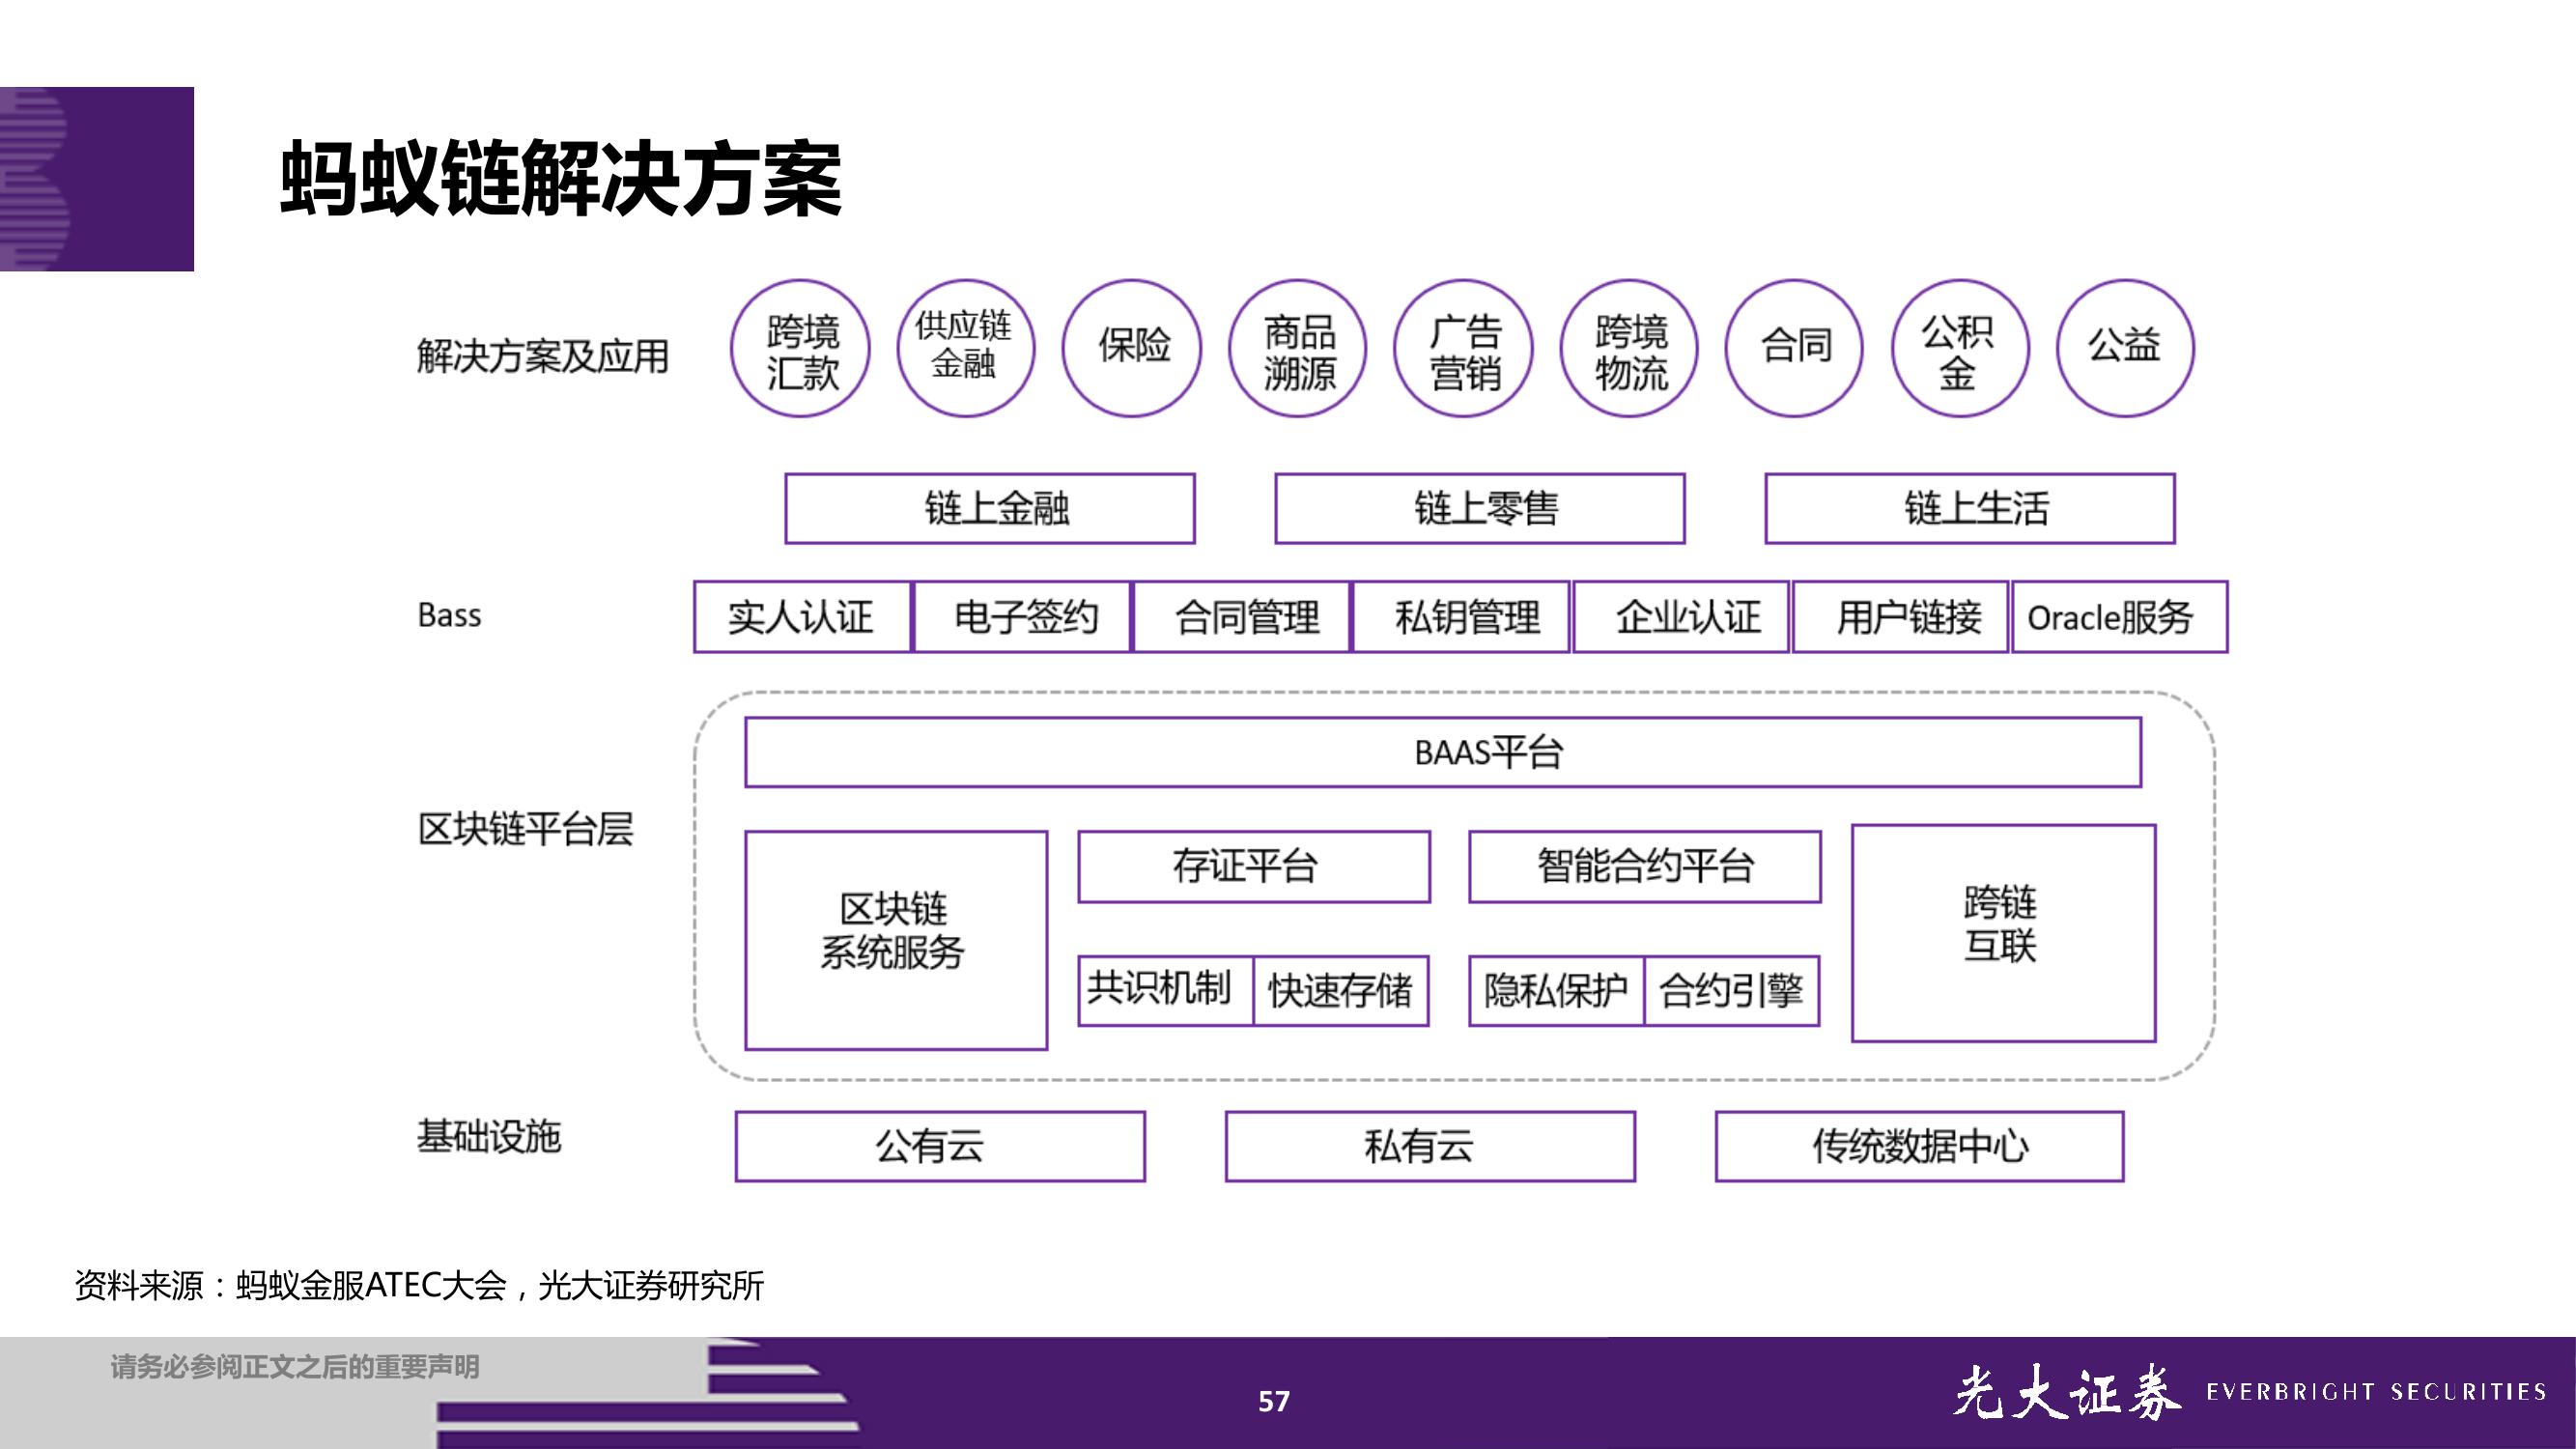 蚂蚁链解决方案
解决方案及应用
跨境
汇款
供应链
金融
保险
商品
溯源
广告
营销
跨境
物流
合同
公积
金
公益
链上金融
链上零售
链上生活
Bass
实人认证
电子签约
合同管理
私钥管理
企业认证
用户链接
Oracle服务
BAAS平台
区块链平台层
区块链
系统服务
存证平台
智能合约平台
共识机制
快速存储
隐私保护
合约引擎
跨链
互联
基础设施
公有云
私有云
传统数据中心
资料来源：蚂蚁金服ATEC大会，光大证券研究所
请务必参阅正文之后的重要声明
57
光大证券 EVERBRIGHT SECURITIES